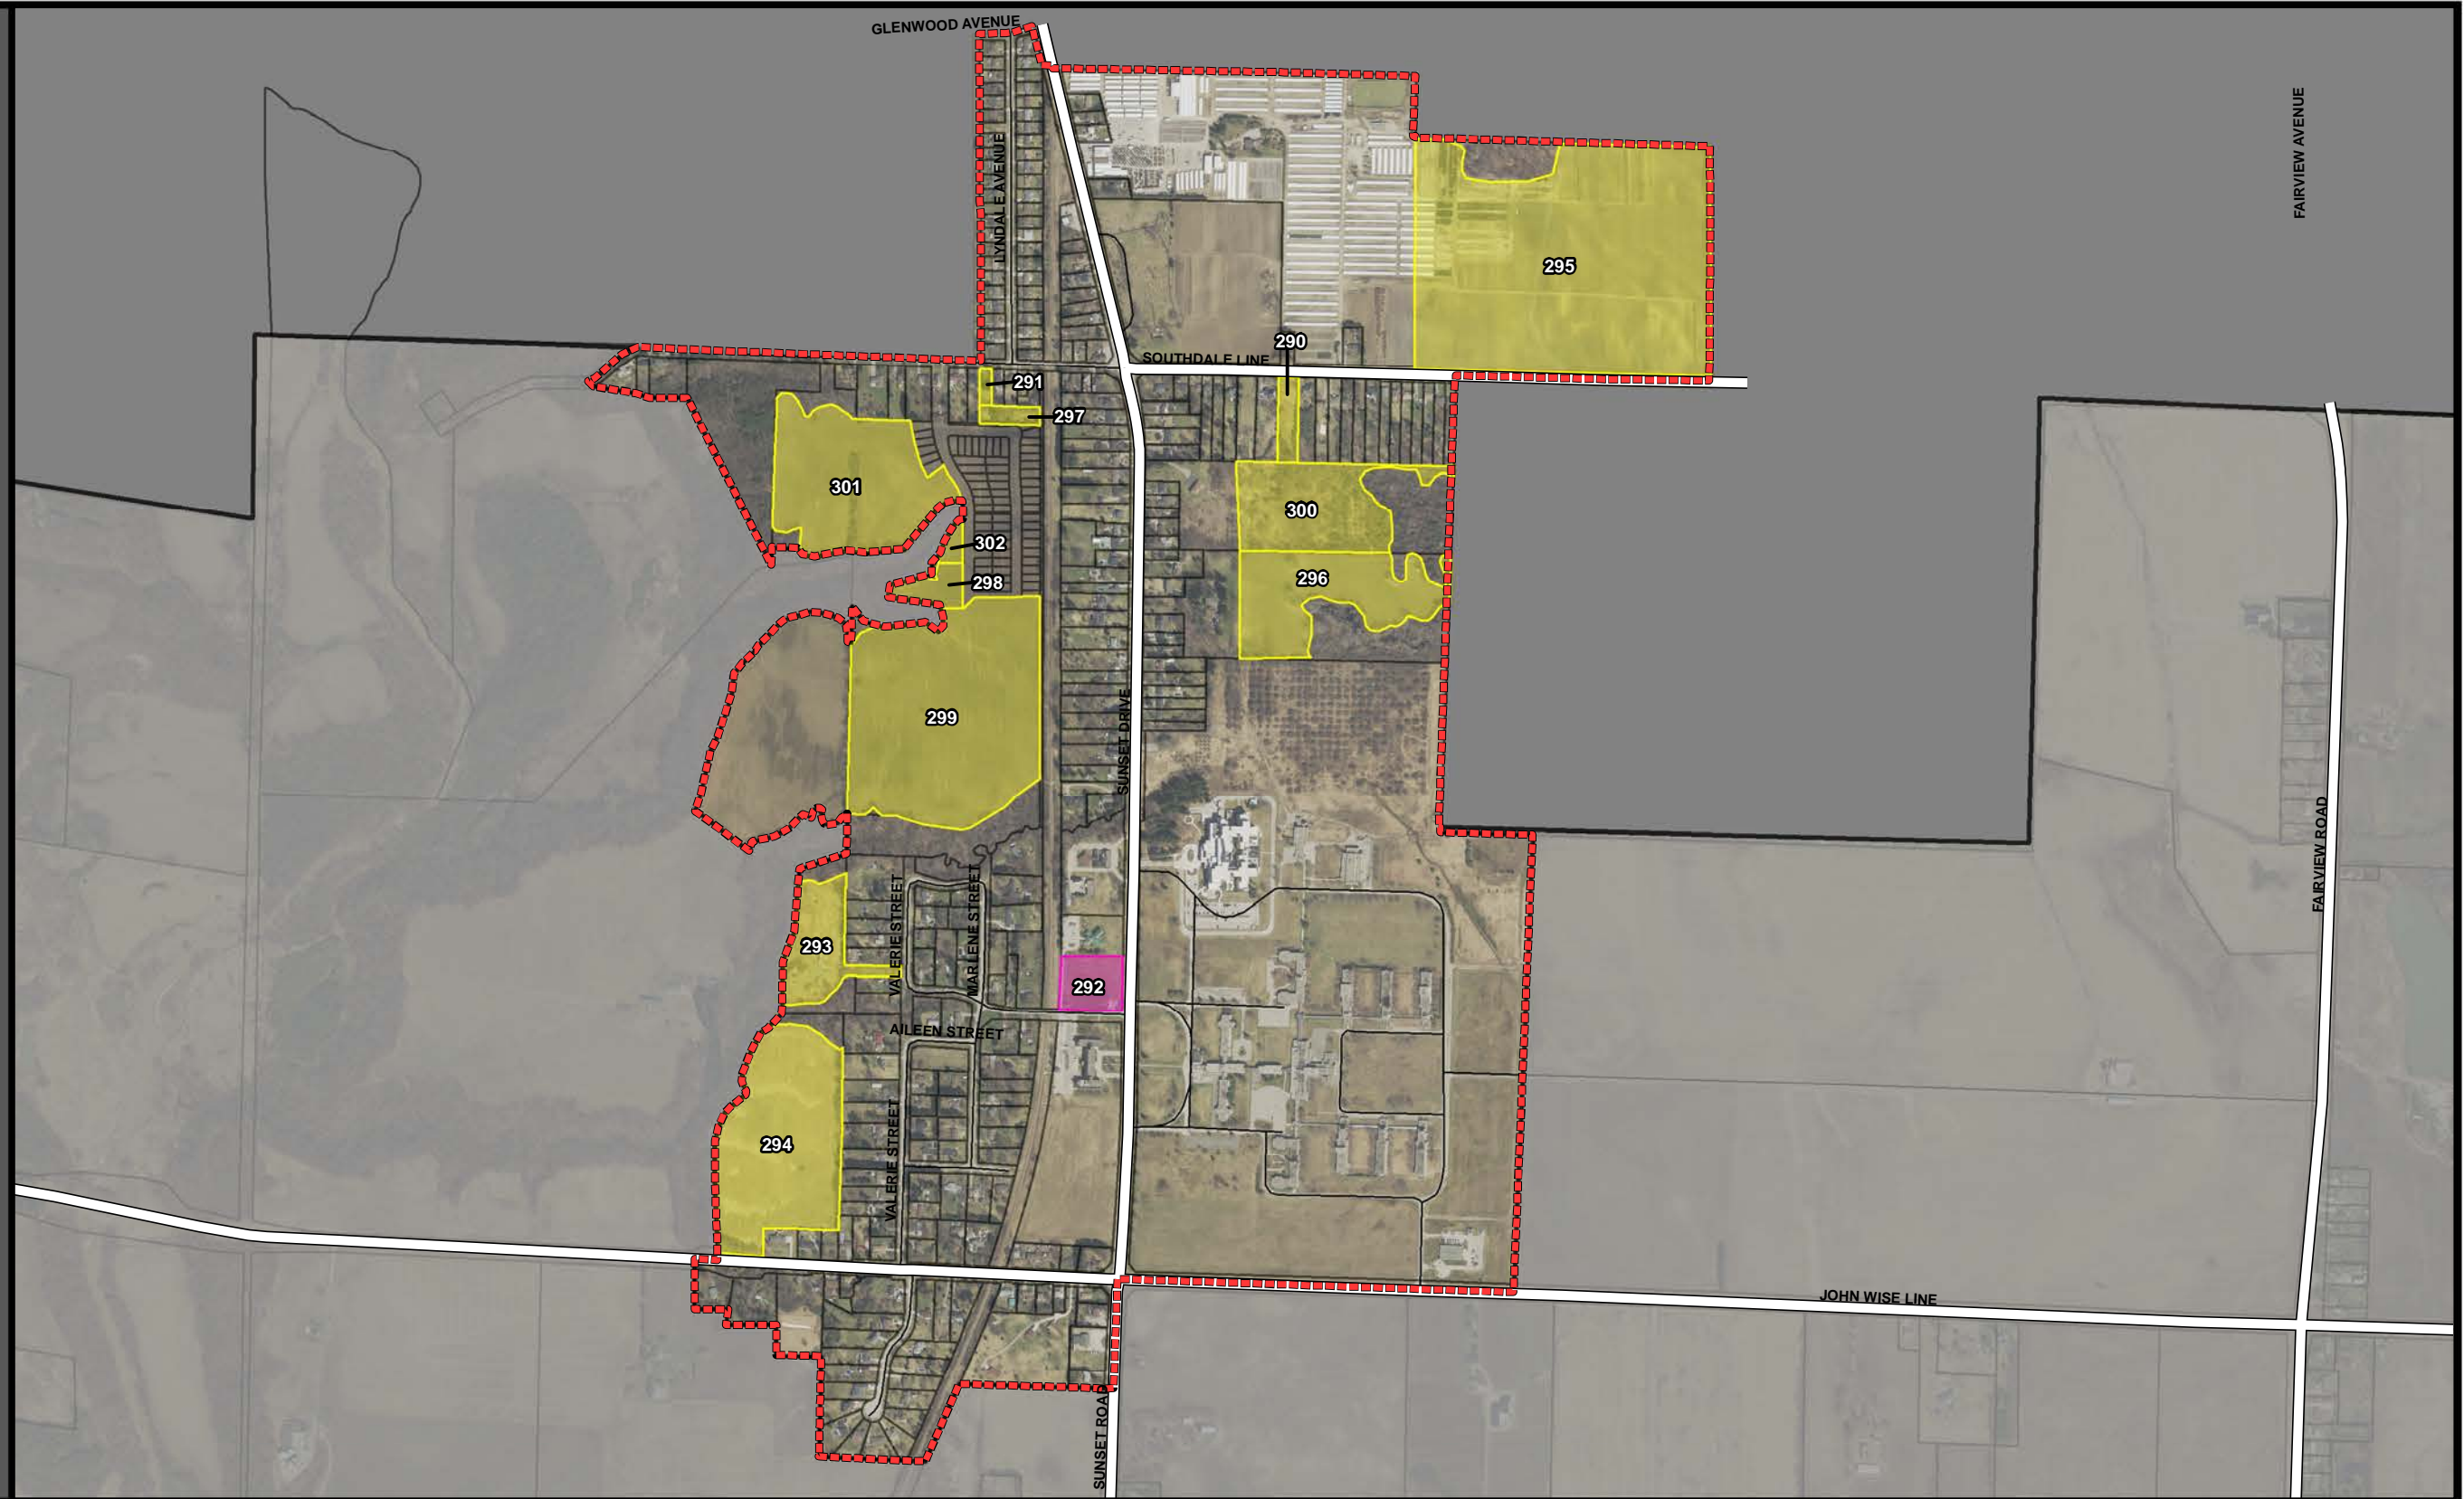 GLENWOOD AVENUE
FAIRVIEW AVENUE
LYNDALE AVENUE
295
290
SOUTHDALE LINE
291
297
301
300
302
296
298
299
SUNSET DRIVE
FAIRVIEW ROAD
VALERIE STREET
MARLENE STREET
293
292
AILEEN STREET
294
VALERIE STREET
JOHN WISE LINE
SUNSET ROAD